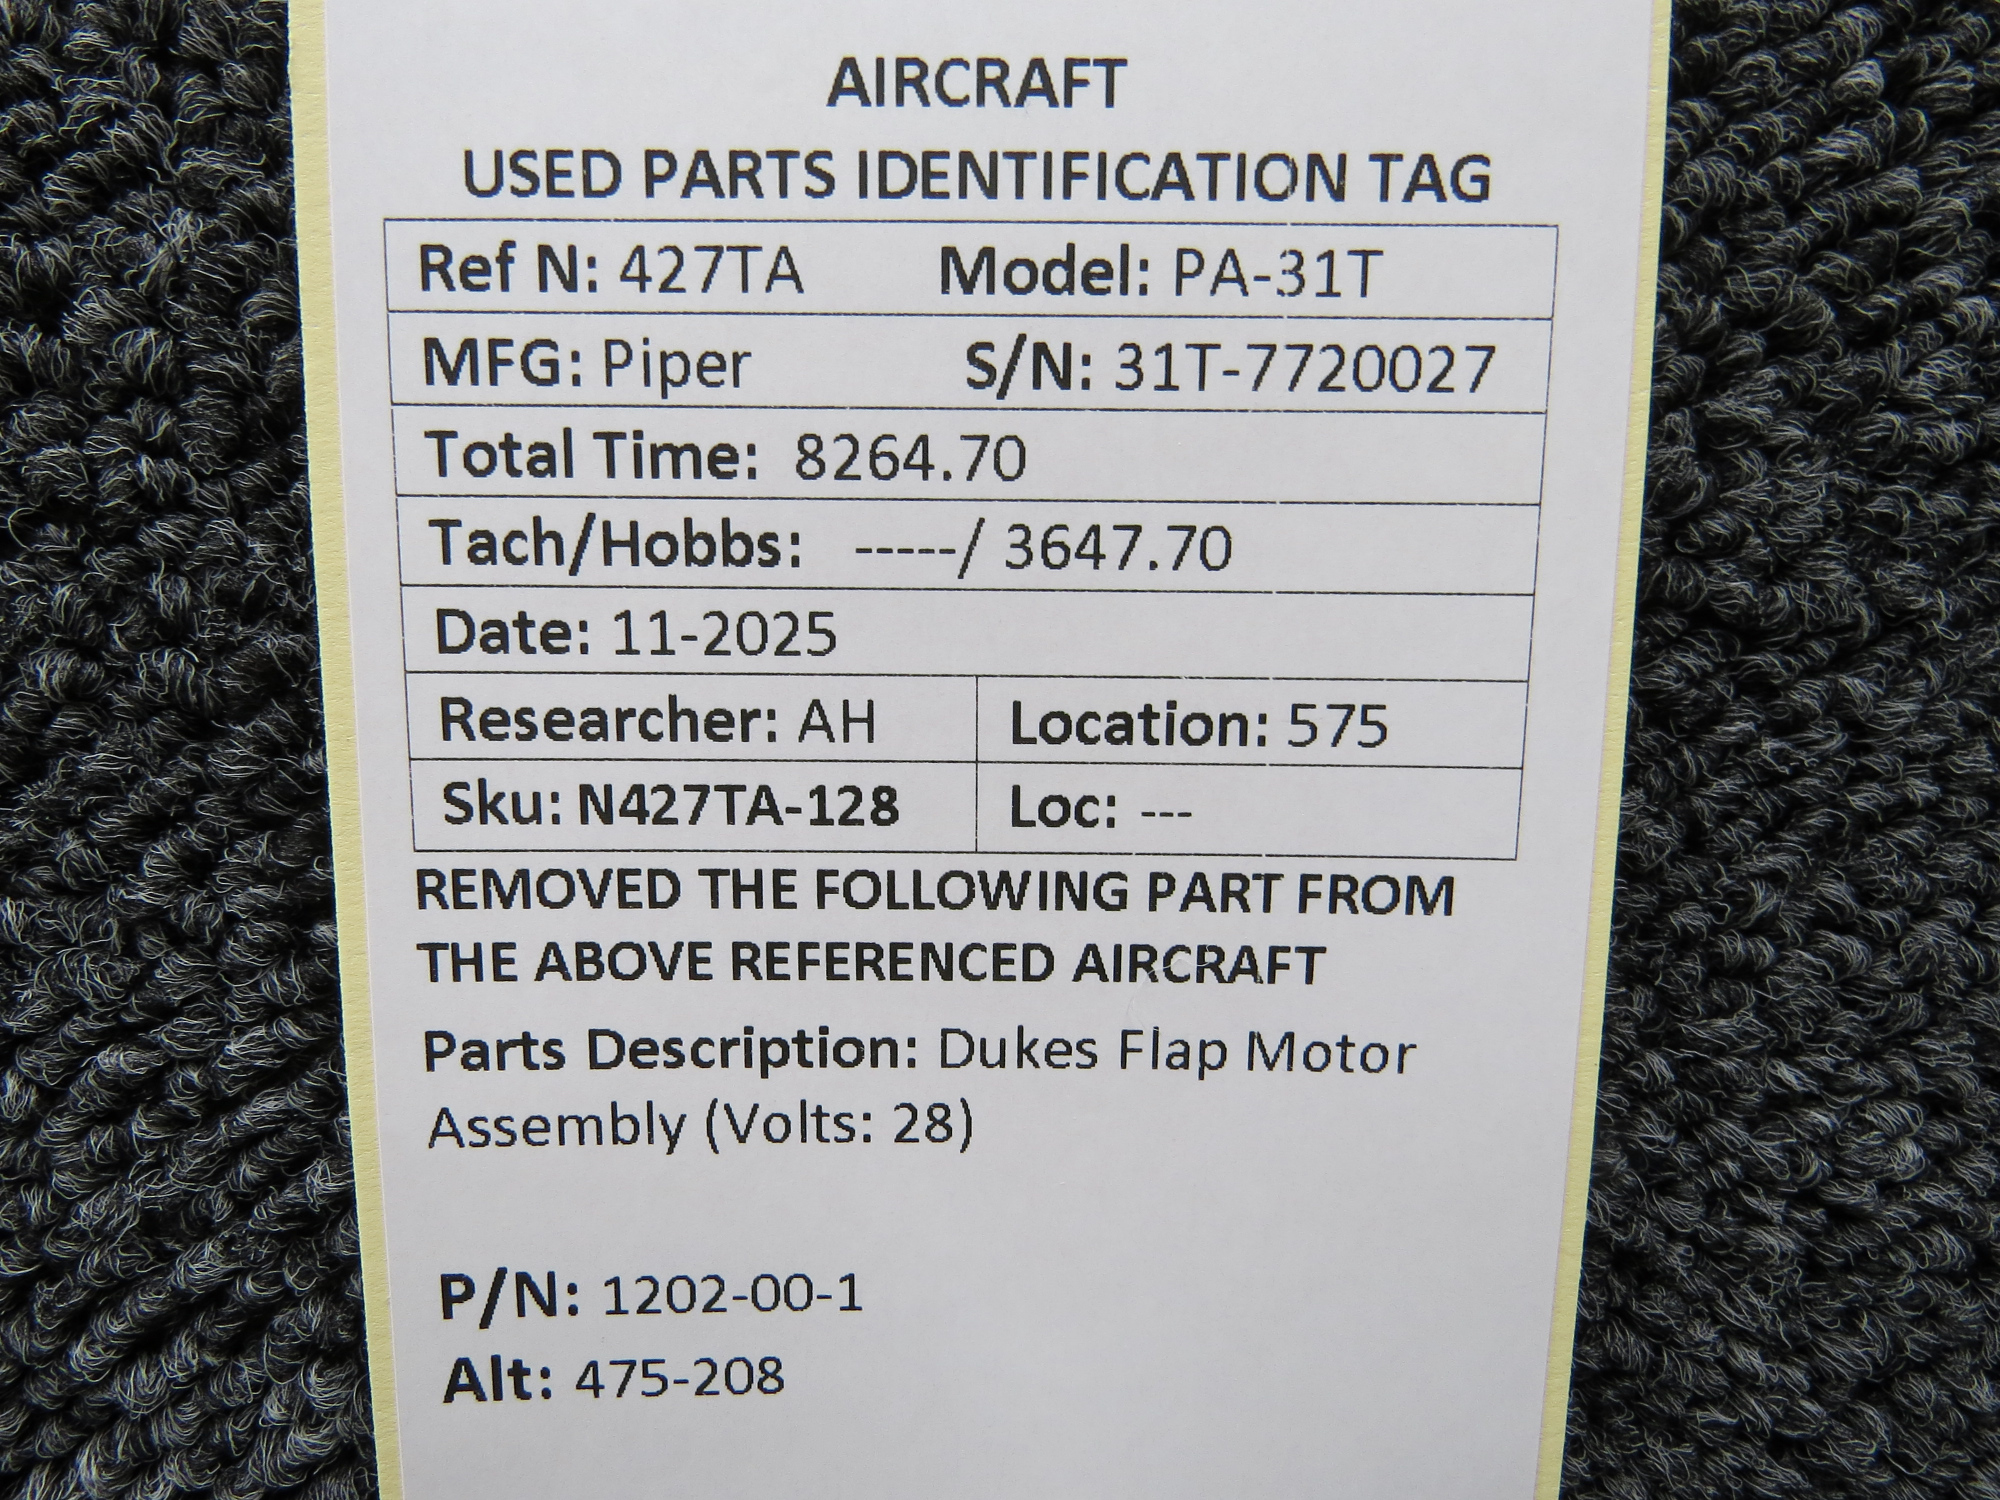 AIRCRAFT
USED PARTS IDENTIFICATION TAG
Ref N: 427TA Model: PA-31T
MFG: Piper S/N: 31T-7720027
Total Time: 8264.70
Tach/Hobbs: -----/ 3647.70
Date: 11-2025
Researcher: AH Location: 575
Sku: N427TA-128 Loc: ---
REMOVED THE FOLLOWING PART FROM
THE ABOVE REFERENCED AIRCRAFT
Parts Description: Dukes Flap Motor
Assembly (Volts: 28)
P/N: 1202-00-1
Alt: 475-208